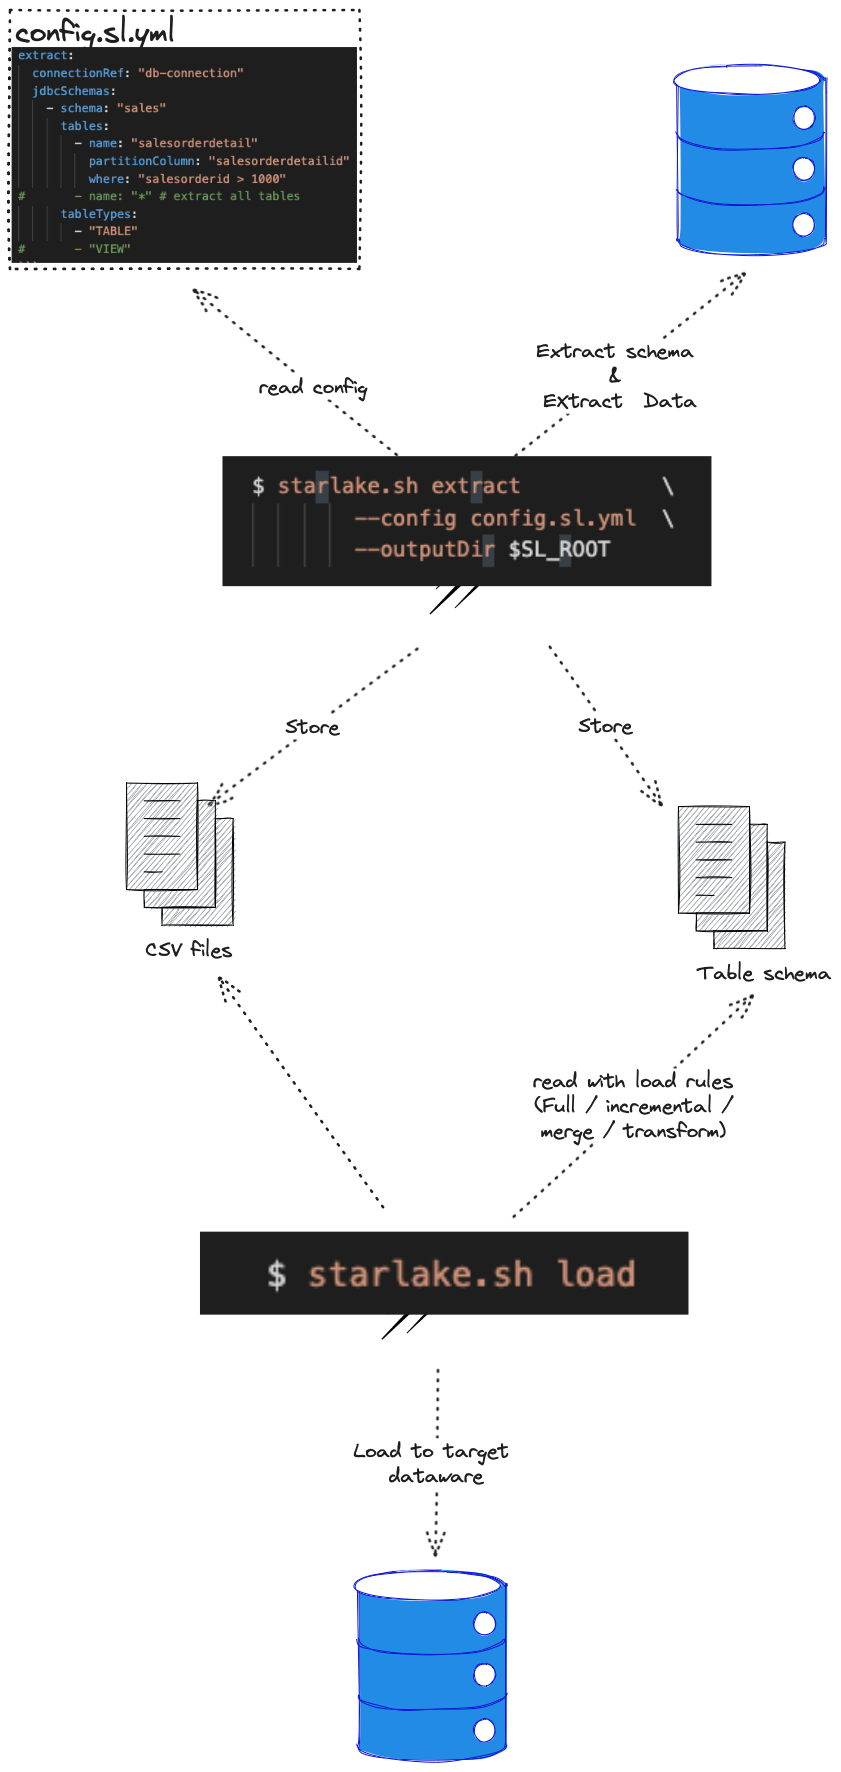 config.sl.yml
extract:
connectionRef: "db-connection"
jdbcSchemas:
- schema: "sales"
tables:
- name: "salesorderdetail"
partitionColumn: "salesorderdetailid"
where: "salesorderid > 1000"
# - name: "*" # extract all tables
tableTypes:
- "TABLE"
# - "VIEW"
read config
Extract schema
&
EXtract Data
$ starlake.sh extract \
--config config.sl.yml \
--outputDir $SL_ROOT
Store
Store
CSV files
Table schema
read with load rules
(Full / incremental /
merge / transform)
$ starlake.sh load
Load to target
dataware